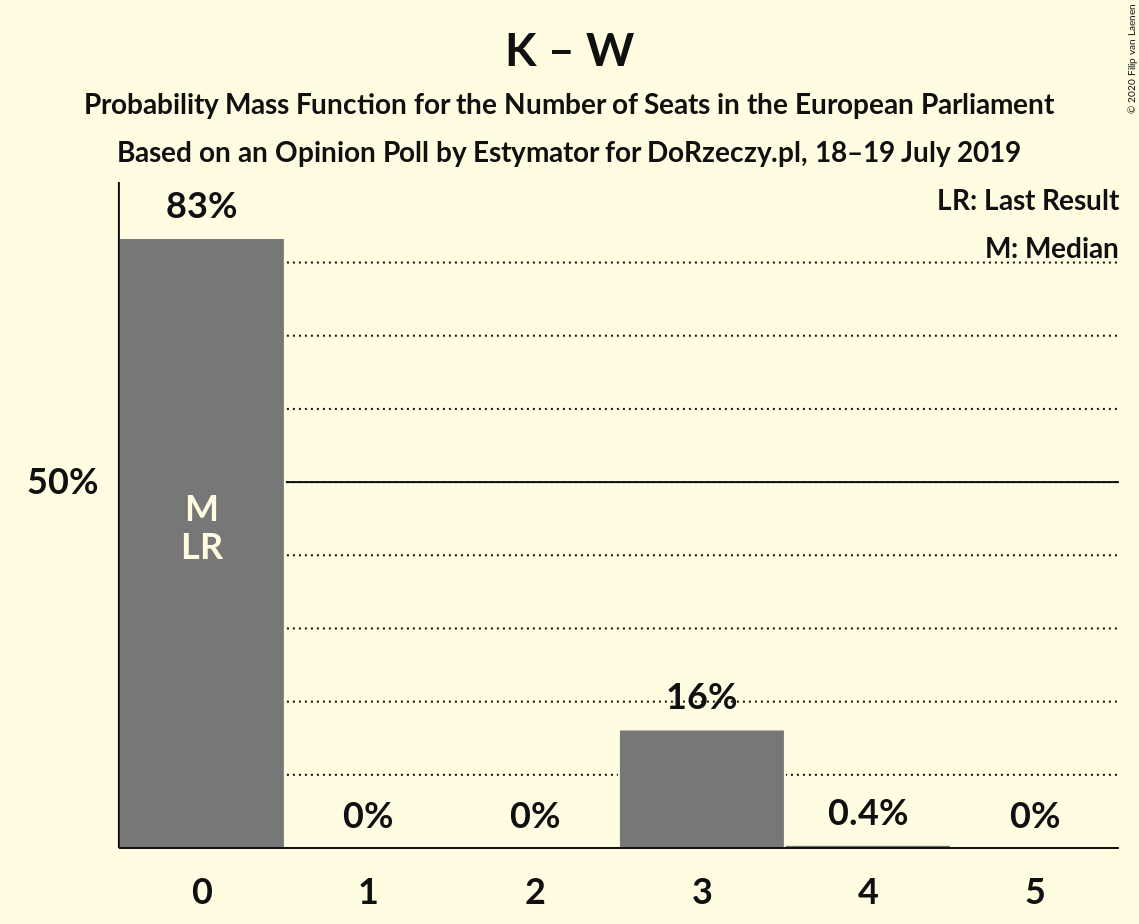 K – W
Probability Mass Function for the Number of Seats in the European Parliament
Based on an Opinion Poll by Estymator for DoRzeczy.pl, 18–19 July 2019
© 2020 Filip van Laenen
LR: Last Result
M: Median
83%
50%
M
LR
16%
0%
0%
0.4%
0%
0
1
2
3
4
5